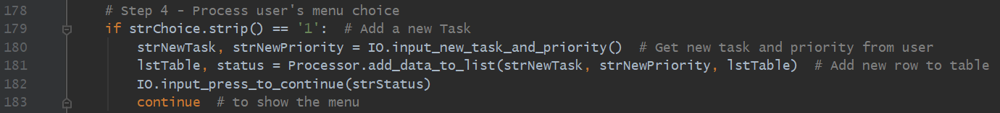 178 # Step 4 - Process user's menu choice
179 if strChoice.strip() == '1':  # Add a new Task
180 strNewTask, strNewPriority = IO.input_new_task_and_priority()  # Get new task and priority from user
181 lstTable, status = Processor.add_data_to_list(strNewTask, strNewPriority, lstTable)  # Add new row to table
182 IO.input_press_to_continue(strStatus)
183 continue  # to show the menu